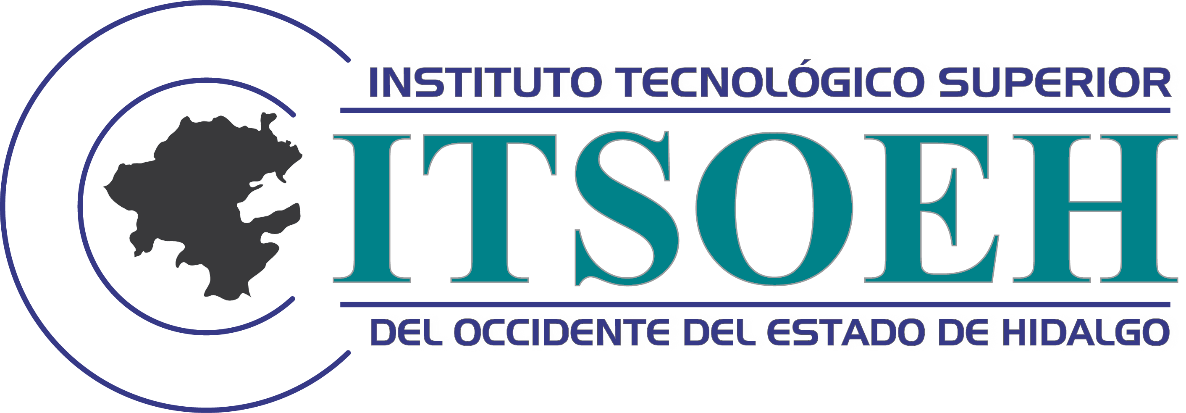 INSTITUTO TECNOLÓGICO SUPERIOR
ITSOEH
DEL OCCIDENTE DEL ESTADO DE HIDALGO